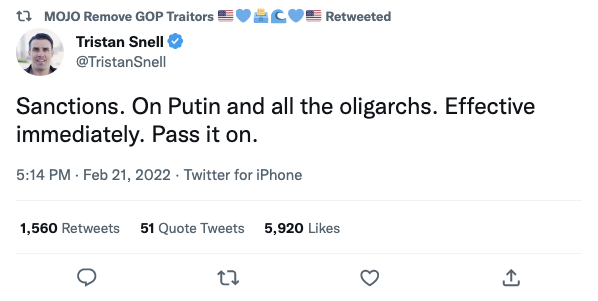 MOJO Remove GOP Traitors 🇺🇸💙🗳️🌊💙🇺🇸 Retweeted
Tristan Snell
@TristanSnell
Sanctions. On Putin and all the oligarchs. Effective
immediately. Pass it on.
5:14 PM · Feb 21, 2022 · Twitter for iPhone
1,560 Retweets 51 Quote Tweets 5,920 Likes